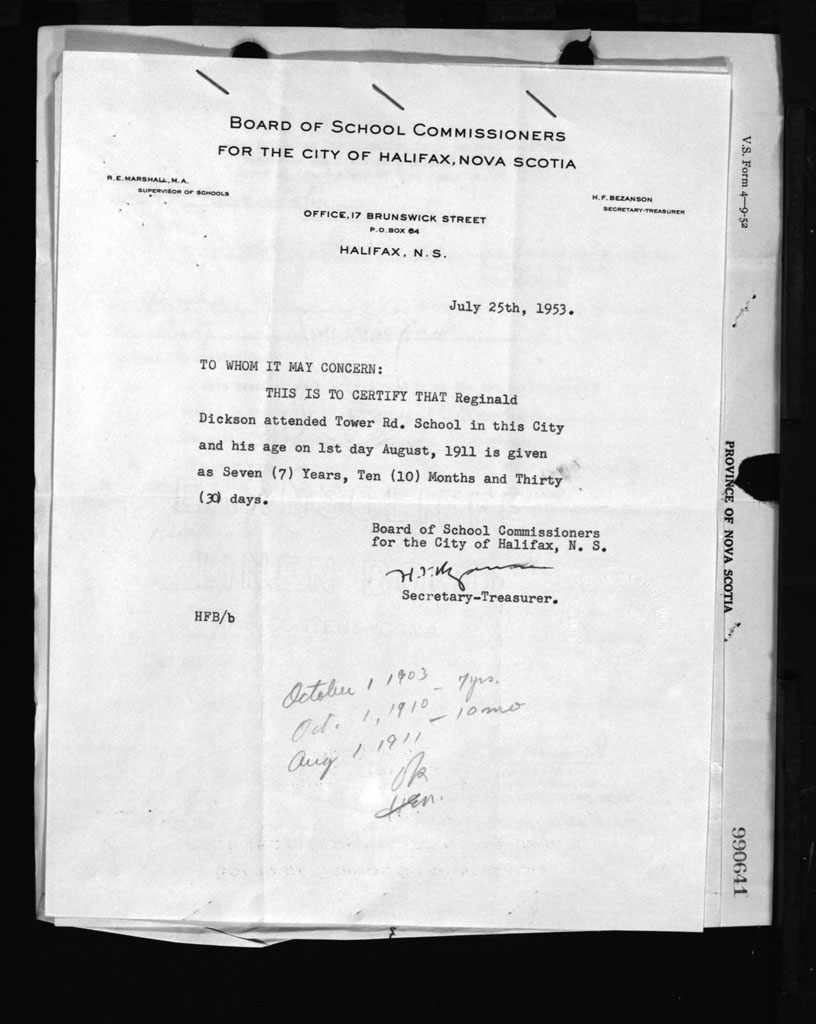 BOARD OF SCHOOL COMMISSIONERS
FOR THE CITY OF HALIFAX, NOVA SCOTIA
R. E. MARSHALL, M. A.
SUPERVISOR OF SCHOOLS
H. F. BEZANSON
SECRETARY-TREASURER
OFFICE, 17 BRUNSWICK STREET
P. O. BOX 64
HALIFAX, N. S.
July 25th, 1953.
TO WHOM IT MAY CONCERN:
THIS IS TO CERTIFY THAT Reginald
Dickson attended Tower Rd. School in this City
and his age on 1st day August, 1911 is given
as Seven (7) Years, Ten (10) Months and Thirty
(30) days.
Board of School Commissioners
for the City of Halifax, N. S.
Secretary-Treasurer.
HFB/b
October 1 1903
Oct. 1, 1910 - 7yrs.
Aug 1 1911 - 10 mo
Ok
V.S. Form 4-9-52
PROVINCE OF NOVA SCOTIA
990641